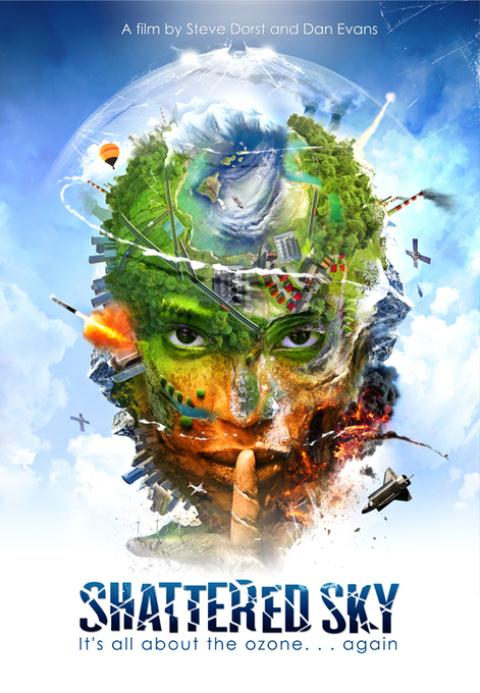 A film by Steve Dorst and Dan Evans
SHATTERED SKY
It's all about the ozone. . . again